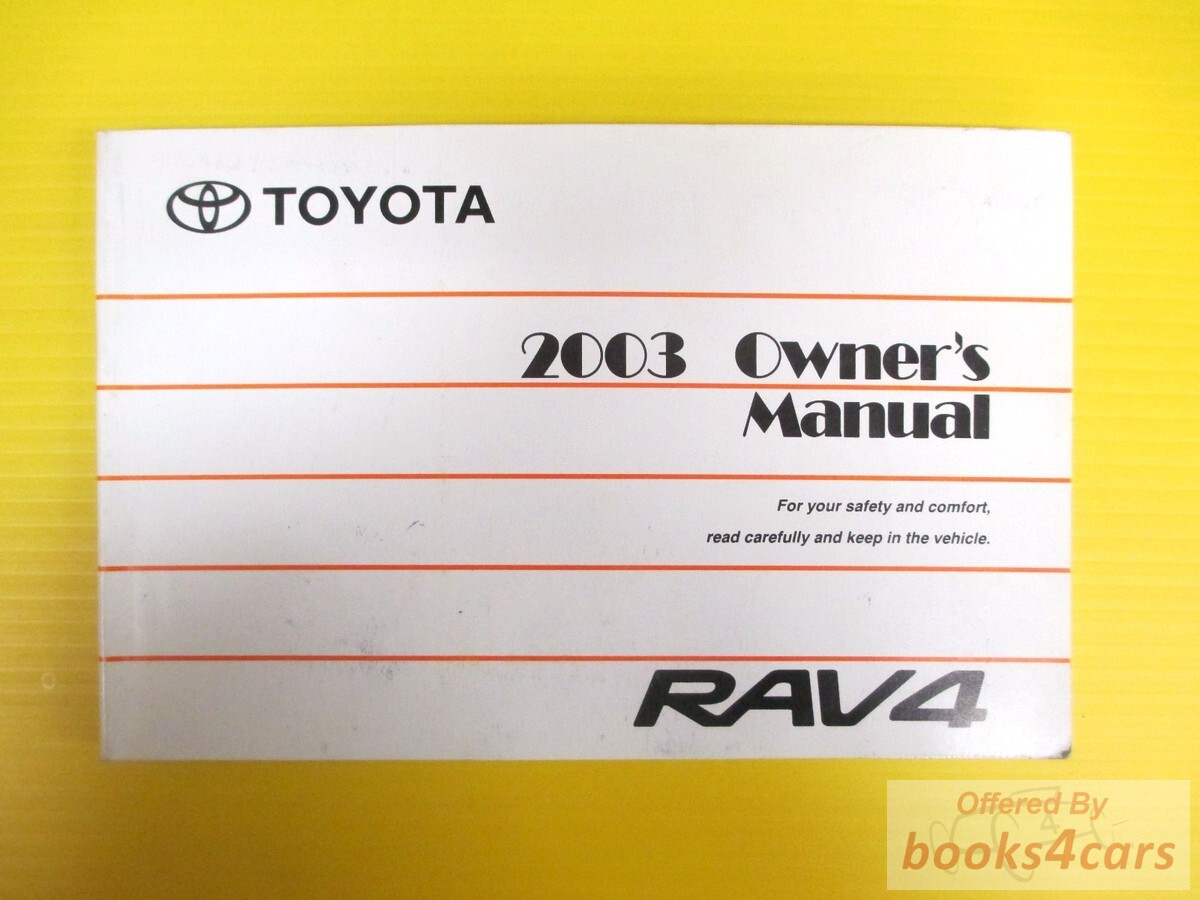 TOYOTA
2003 Owner's
Manual
For your safety and comfort,
read carefully and keep in the vehicle.
RAV4
Offered By
books4cars